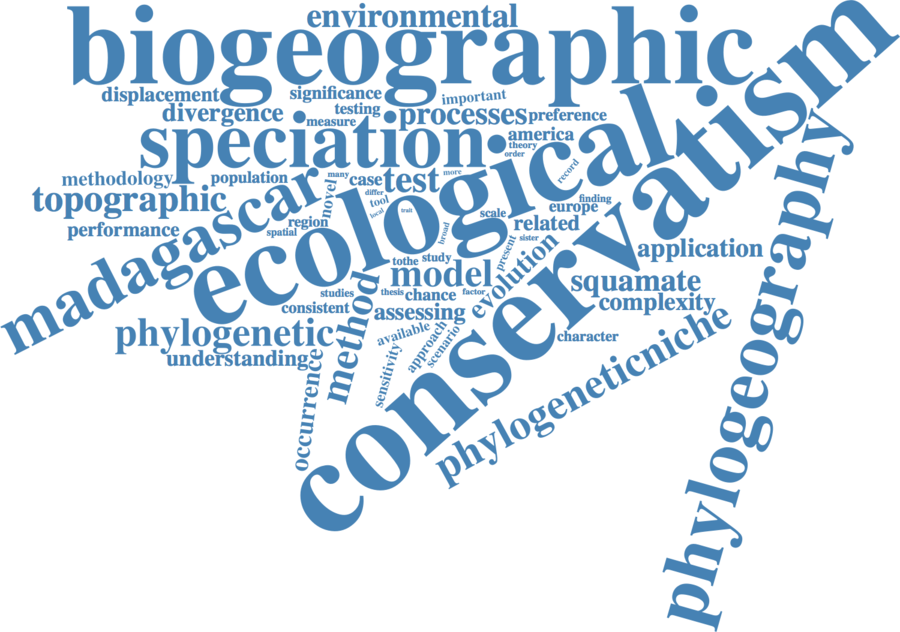 environmental
biogeographic
conservatism
displacement
significance
important
divergence
testing
measure
processes
preference
speciation
america
theory
order
ecological
record
phylogeography
methodology
population
many
case
test
more
madagascar
topographic
novel
differ
tool
local
trait
finding
europe
scale
related
region
spatial
performance
broad
sister
present
application
tothe
study
model
evolution
squamate
studies
consistent
thesis
chance
factor
complexity
assessing
method
phylogenetic
available
approach
scenario
character
understanding
sensitivity
occurrence
phylogeneticniche